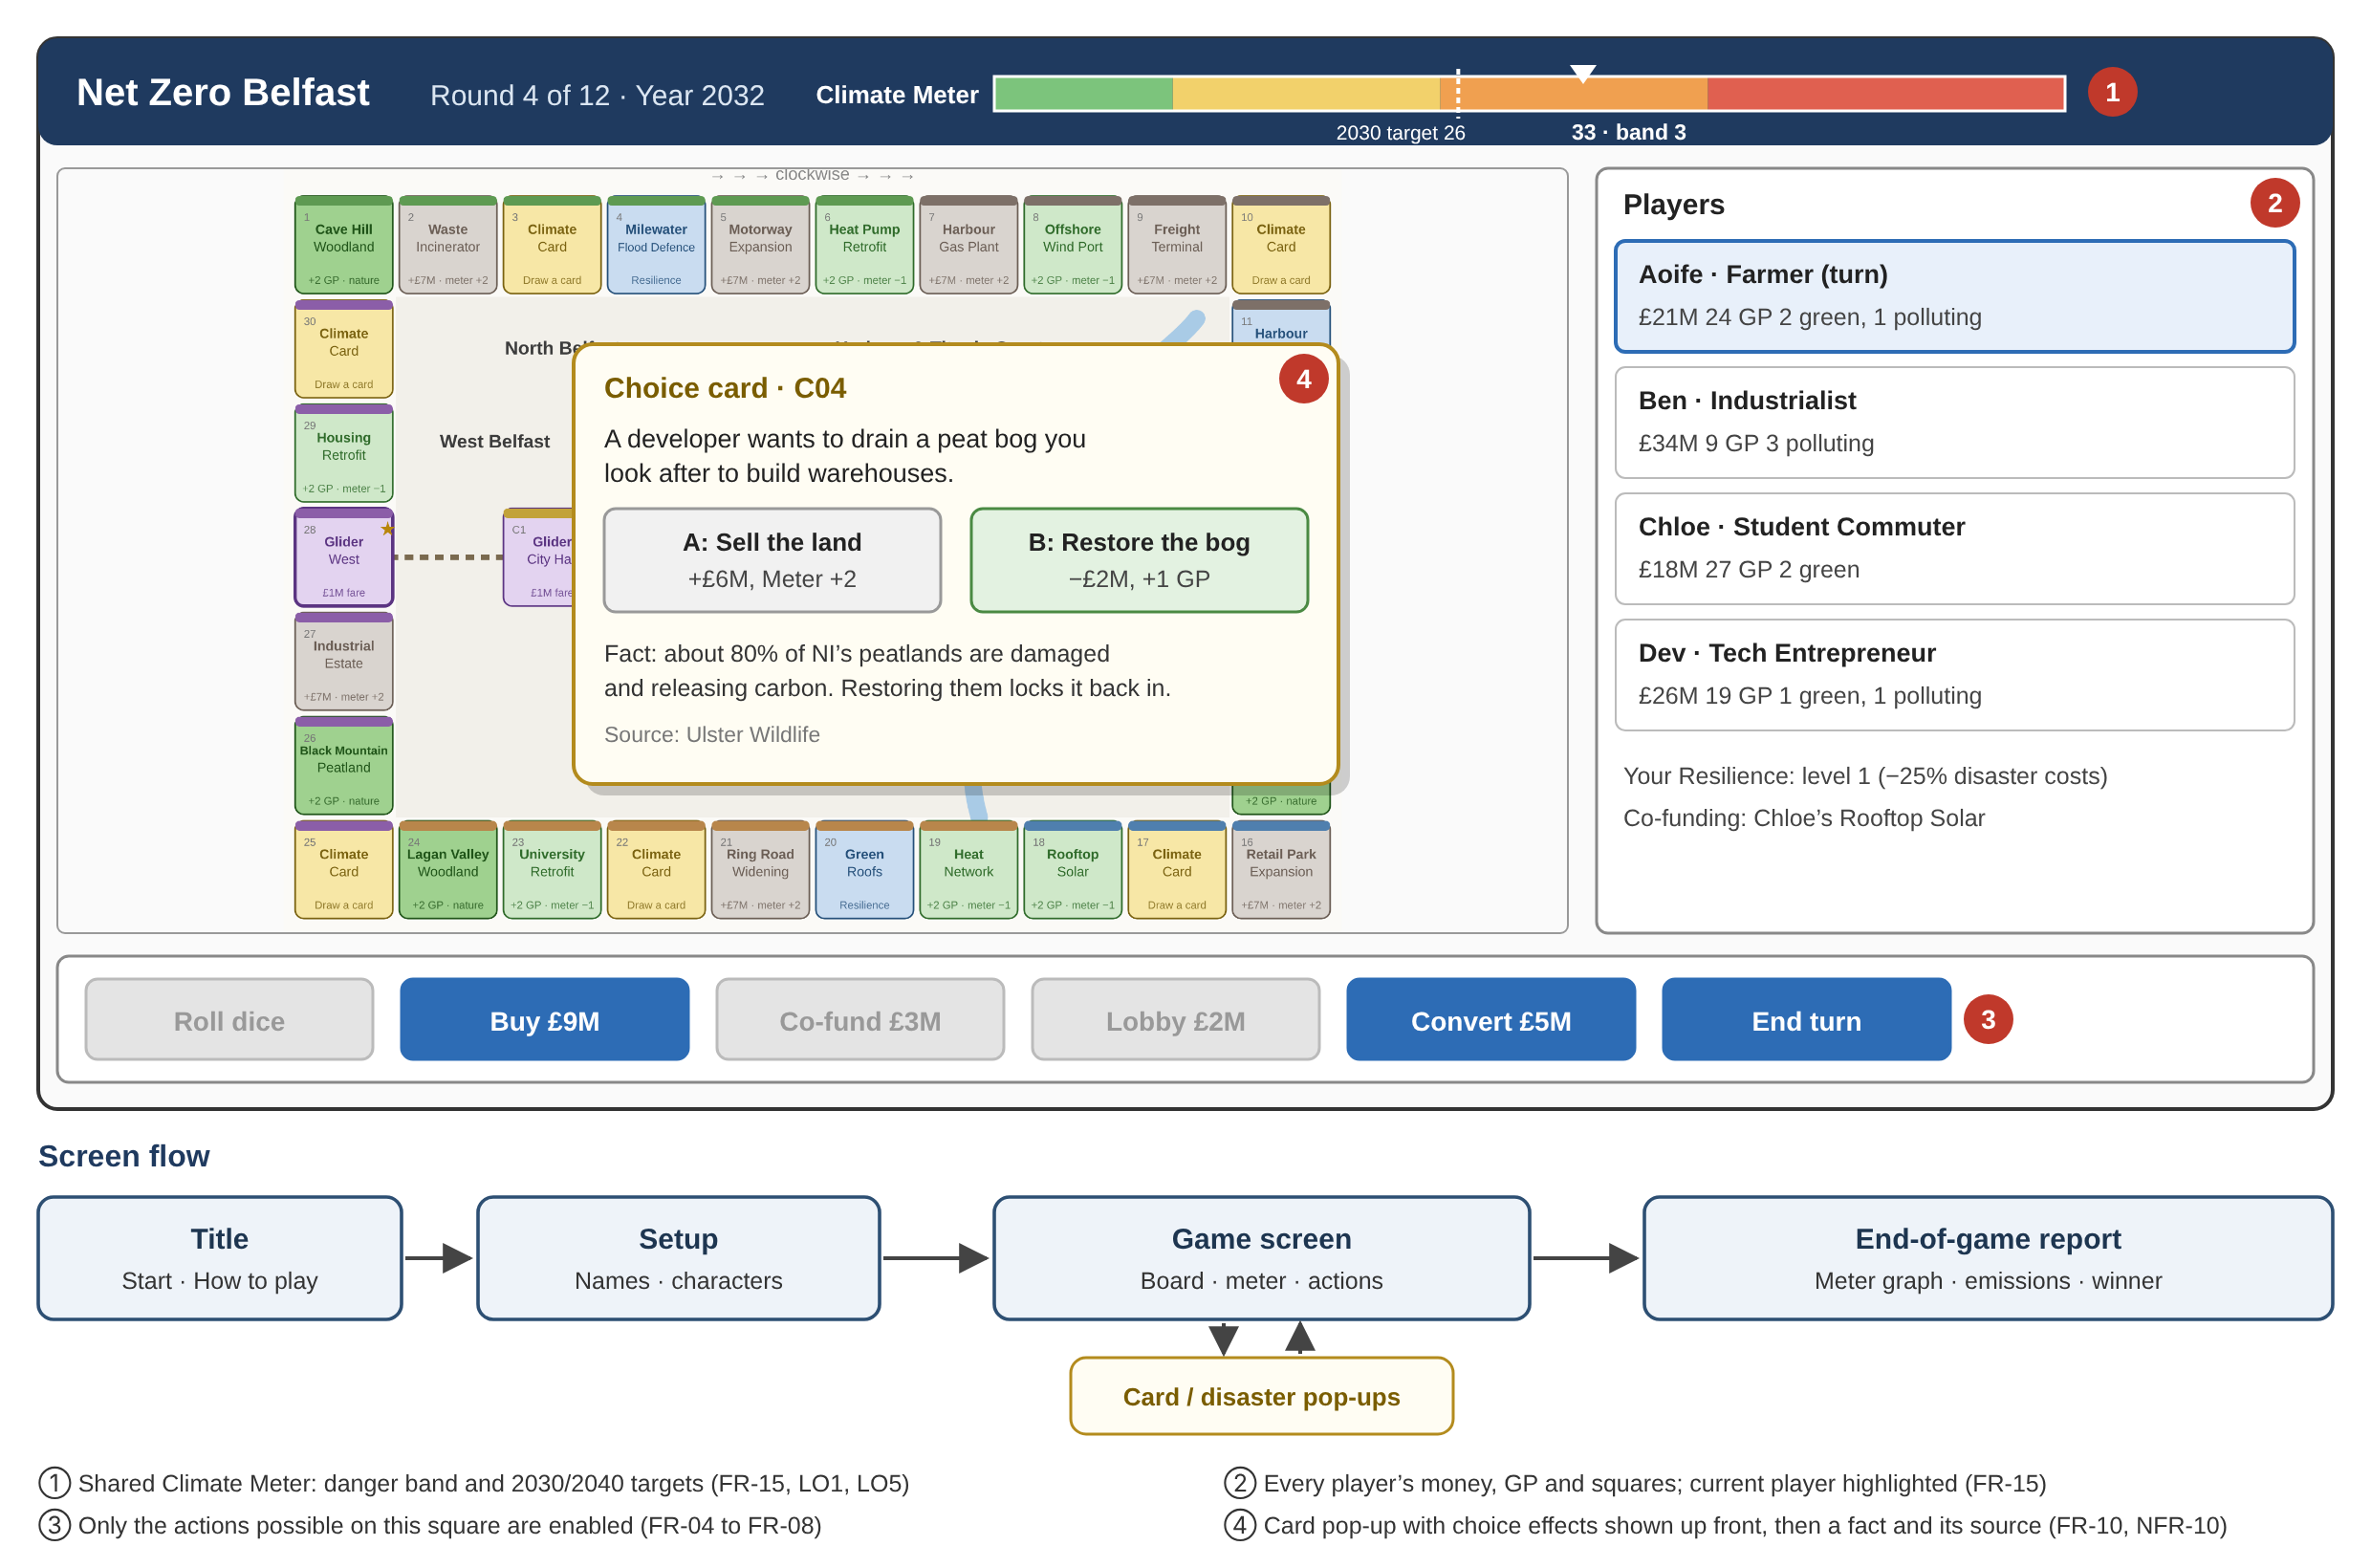 Net Zero Belfast
Round 4 of 12 · Year 2032
Climate Meter
1
2030 target 26
33 · band 3
→ → → clockwise → → →
1
Cave Hill
Woodland
+2 GP · nature
2
Waste
Incinerator
+£7M · meter +2
3
Climate
Card
Draw a card
4
Milewater
Flood Defence
Resilience
5
Motorway
Expansion
+£7M · meter +2
6
Heat Pump
Retrofit
+2 GP · meter −1
7
Harbour
Gas Plant
+£7M · meter +2
8
Offshore
Wind Port
+2 GP · meter −1
9
Freight
Terminal
+£7M · meter +2
10
Climate
Card
Draw a card
30
Climate
Card
Draw a card
11
Harbour
North Belf
29
Housing
Retrofit
+2 GP · meter −1
West Belfast
28
★
Glider
West
£1M fare
C1
Glider
City Ha
£1M fare
27
Industrial
Estate
+£7M · meter +2
26
Black Mountain
Peatland
+2 GP · nature
Choice card · C04
4
A developer wants to drain a peat bog you
look after to build warehouses.
A: Sell the land
+£6M, Meter +2
B: Restore the bog
−£2M, +1 GP
Fact: about 80% of NI’s peatlands are damaged
and releasing carbon. Restoring them locks it back in.
Source: Ulster Wildlife
+2 GP · nature
25
Climate
Card
Draw a card
24
Lagan Valley
Woodland
+2 GP · nature
23
University
Retrofit
+2 GP · meter −1
22
Climate
Card
Draw a card
21
Ring Road
Widening
+£7M · meter +2
20
Green
Roofs
Resilience
19
Heat
Network
+2 GP · meter −1
18
Rooftop
Solar
+2 GP · meter −1
17
Climate
Card
Draw a card
16
Retail Park
Expansion
+£7M · meter +2
Players
2
Aoife · Farmer (turn)
£21M 24 GP 2 green, 1 polluting
Ben · Industrialist
£34M 9 GP 3 polluting
Chloe · Student Commuter
£18M 27 GP 2 green
Dev · Tech Entrepreneur
£26M 19 GP 1 green, 1 polluting
Your Resilience: level 1 (−25% disaster costs)
Co-funding: Chloe’s Rooftop Solar
Roll dice
Buy £9M
Co-fund £3M
Lobby £2M
Convert £5M
End turn
3
Screen flow
Title
Start · How to play
Setup
Names · characters
Game screen
Board · meter · actions
End-of-game report
Meter graph · emissions · winner
Card / disaster pop-ups
① Shared Climate Meter: danger band and 2030/2040 targets (FR-15, LO1, LO5)
② Every player’s money, GP and squares; current player highlighted (FR-15)
③ Only the actions possible on this square are enabled (FR-04 to FR-08)
④ Card pop-up with choice effects shown up front, then a fact and its source (FR-10, NFR-10)